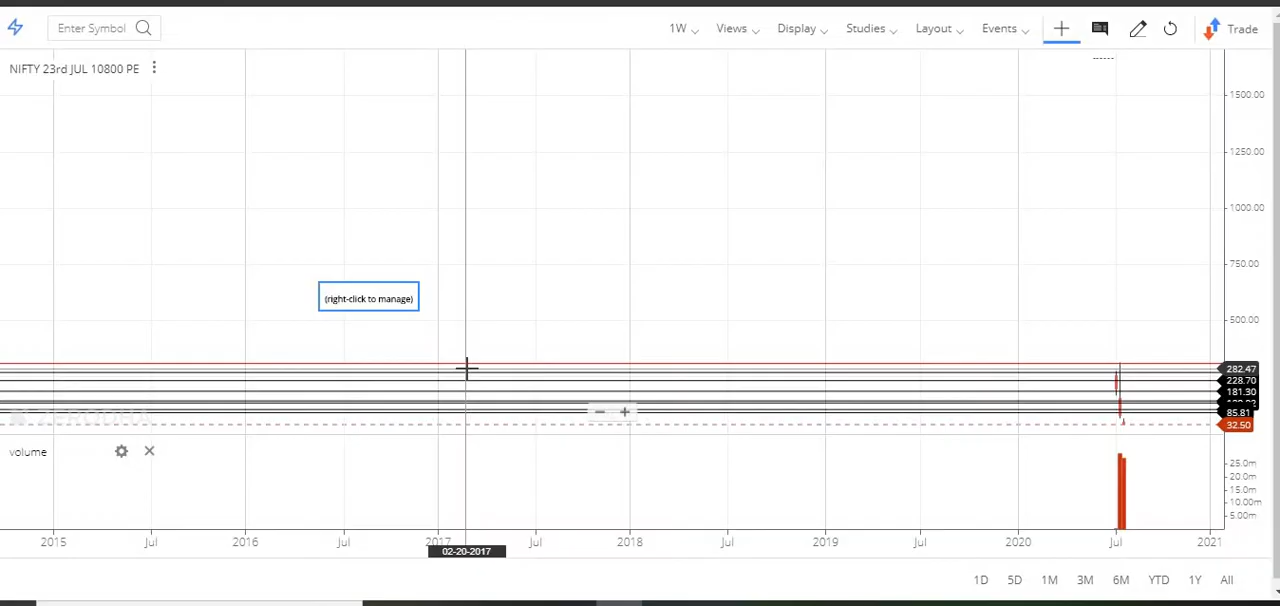 Enter Symbol
1W Views Display Studies Layout Events Trade
NIFTY 23rd JUL 10800 PE
1500.00
1250.00
1000.00
750.00
(right-click to manage)
500.00
282.47
228.70
181.30
85.81
ZERODHA
32.50
volume
25.0m
20.0m
15.0m
10.00m
5.00m
2015 Jul 2016 Jul 2017 Jul 2018 Jul 2019 Jul 2020 Jul 2021
02-20-2017
1D 5D 1M 3M 6M YTD 1Y All